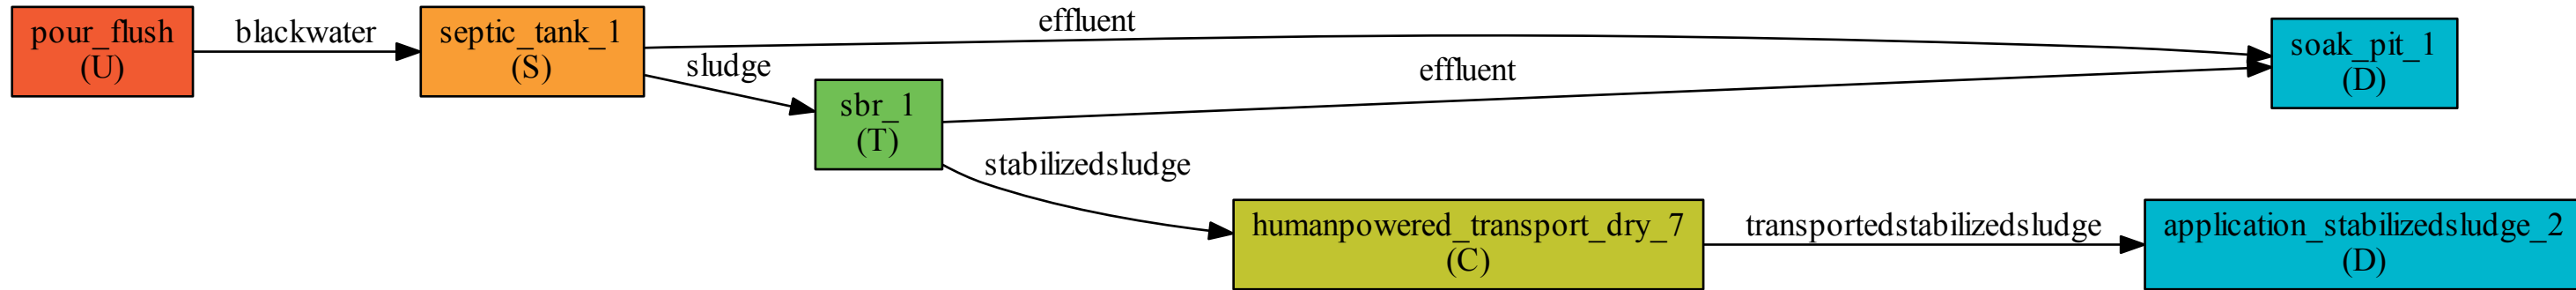 pour_flush
(U)
blackwater
septic_tank_1
(S)
effluent
sludge
sbr_1
(T)
effluent
soak_pit_1
(D)
stabilizedsludge
humanpowered_transport_dry_7
(C)
transportedstabilizedsludge
application_stabilizedsludge_2
(D)